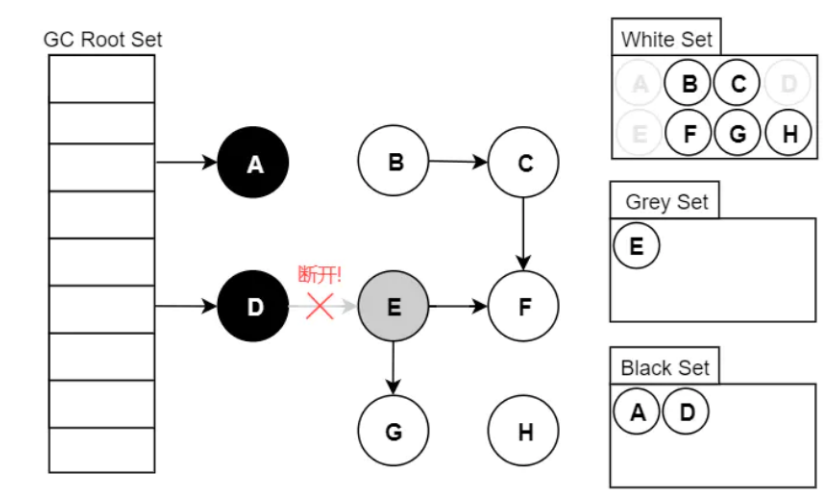 GC Root Set
A
B
C
断开!
D
E
F
G
H
White Set
A B C D
E F G H
Grey Set
E
Black Set
A D